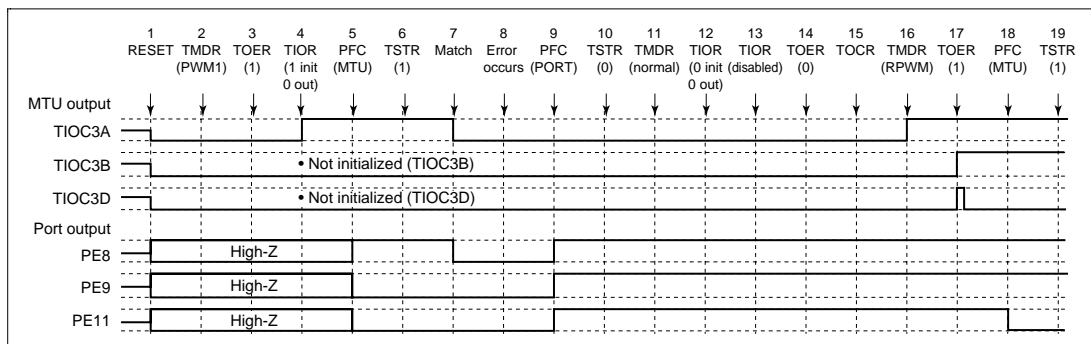 1 2 3 4 5 6 7 8 9 10 11 12 13 14 15 16 17 18 19
RESET TMDR TOER TIOR PFC TSTR Match Error PFC TSTR TMDR TIOR TIOR TOER TOCR TMDR TOER PFC TSTR
(PWM1) (1) (1 init (MTU) (1) occurs (PORT) (0) (normal) (0 init (disabled) (0) (RPWM) (1) (MTU) (1)
0 out) 0 out)
MTU output
TIOC3A
TIOC3B • Not initialized (TIOC3B)
TIOC3D • Not initialized (TIOC3D)
Port output
PE8 High-Z
PE9 High-Z
PE11 High-Z